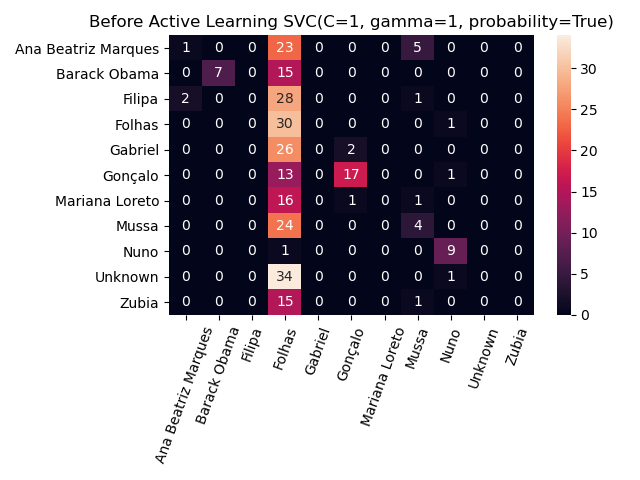 Before Active Learning SVC(C=1, gamma=1, probability=True)
Ana Beatriz Marques 1 0 0 23 0 0 0 5 0 0 0
Barack Obama 0 7 0 15 0 0 0 0 0 0 0
Filipa 2 0 0 28 0 0 0 1 0 0 0
Folhas 0 0 0 30 0 0 0 0 1 0 0
Gabriel 0 0 0 26 0 2 0 0 0 0 0
Gonçalo 0 0 0 13 0 17 0 0 1 0 0
Mariana Loreto 0 0 0 16 0 1 0 1 0 0 0
Mussa 0 0 0 24 0 0 0 4 0 0 0
Nuno 0 0 0 1 0 0 0 0 9 0 0
Unknown 0 0 0 34 0 0 0 0 1 0 0
Zubia 0 0 0 15 0 0 0 1 0 0 0
Ana Beatriz Marques
Barack Obama
Filipa
Folhas
Gabriel
Gonçalo
Mariana Loreto
Mussa
Nuno
Unknown
Zubia
30
25
20
15
10
5
0